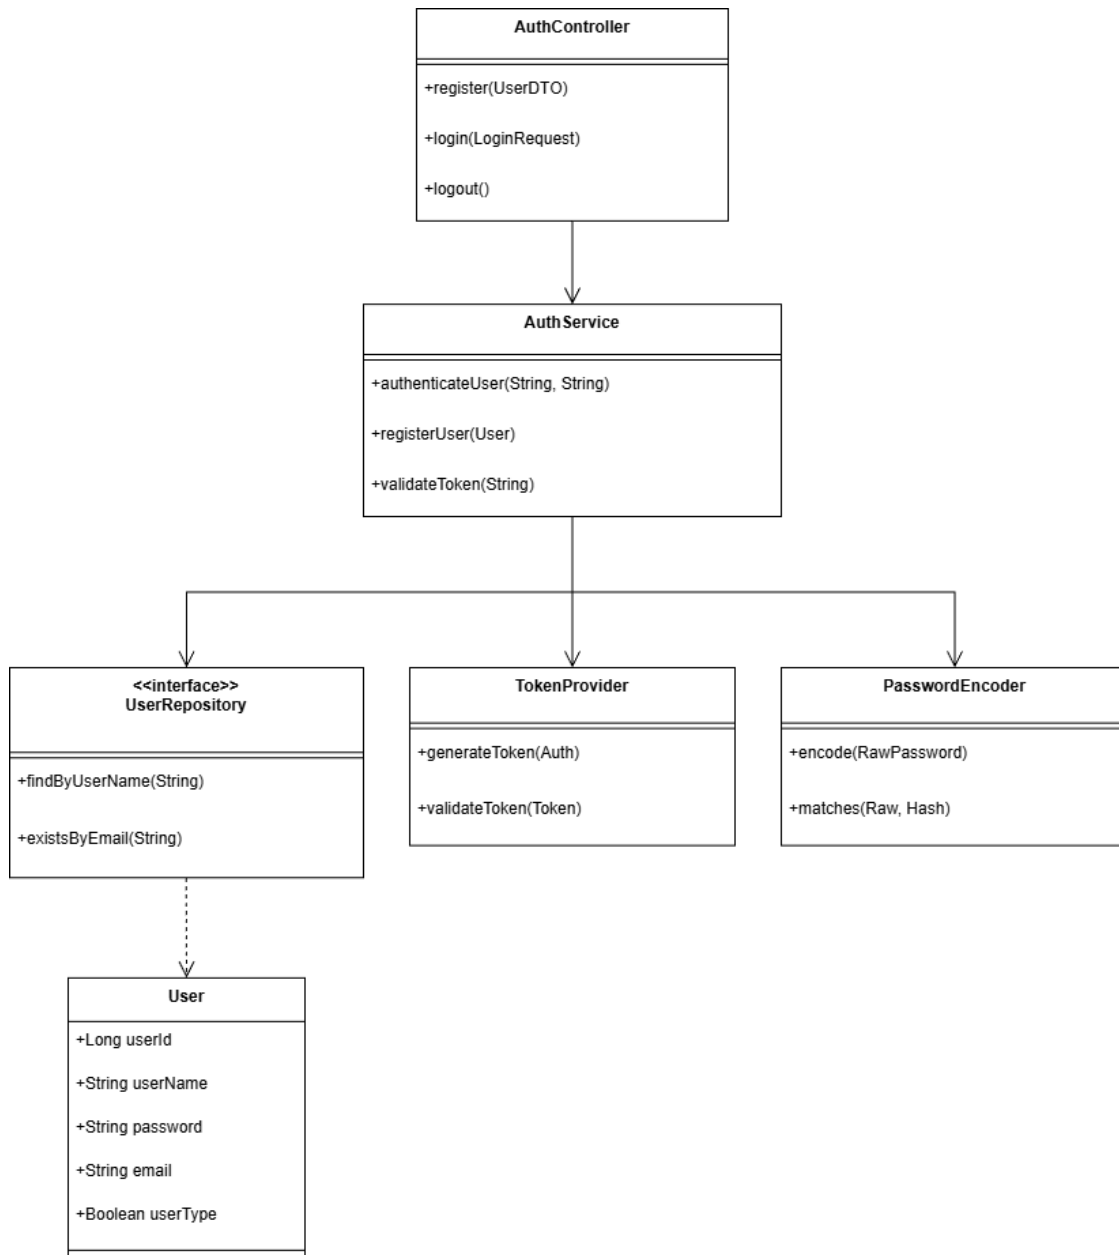 AuthController
+register(UserDTO)
+login(LoginRequest)
+logout()
AuthService
+authenticateUser(String, String)
+registerUser(User)
+validateToken(String)
<<interface>>
UserRepository
+findByUserName(String)
+existsByEmail(String)
TokenProvider
+generateToken(Auth)
+validateToken(Token)
PasswordEncoder
+encode(RawPassword)
+matches(Raw, Hash)
User
+Long userId
+String userName
+String password
+String email
+Boolean userType